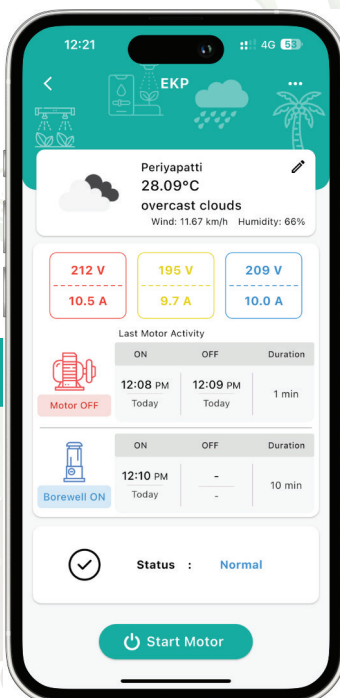 12:21 4G 53
EKP
Periyapatti
28.09°C
overcast clouds
Wind: 11.67 km/h Humidity: 66%
212 V 195 V 209 V
10.5 A 9.7 A 10.0 A
Last Motor Activity
ON OFF Duration
12:08 PM 12:09 PM 1 min
Today Today
Motor OFF
ON OFF Duration
12:10 PM - 10 min
Today -
Borewell ON
Status : Normal
Start Motor